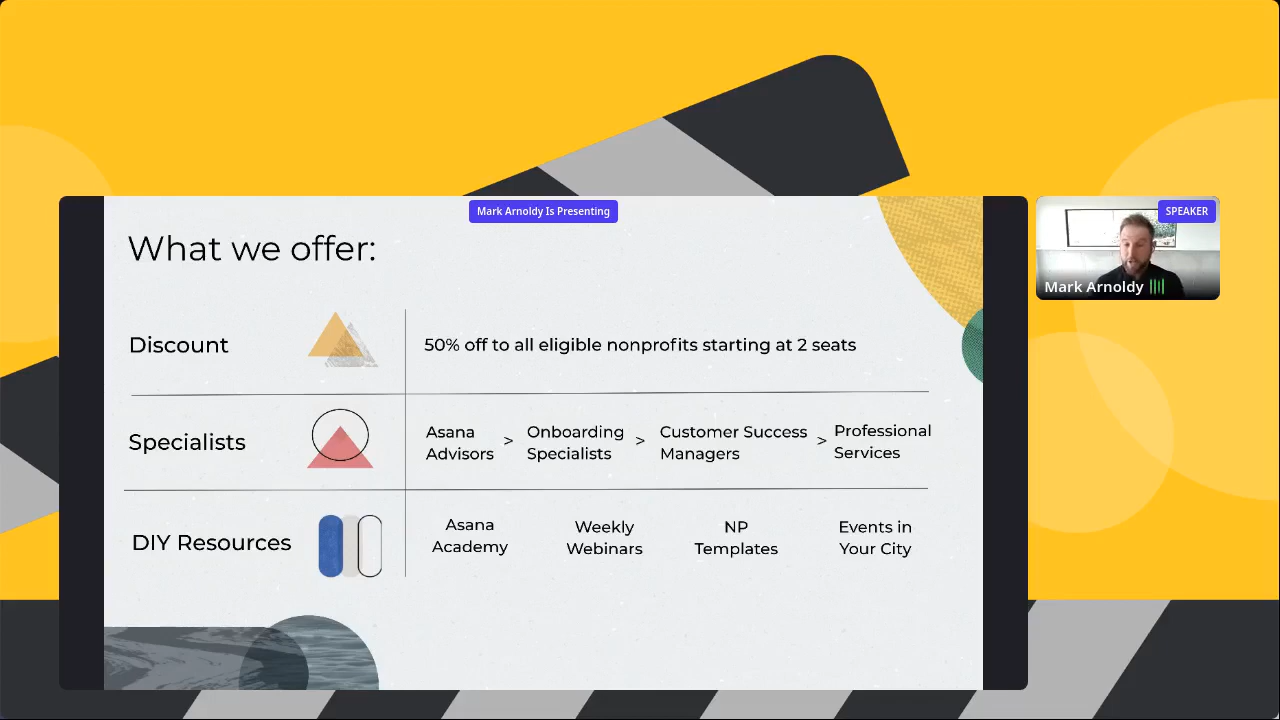 Mark Arnoldy Is Presenting
SPEAKER
Mark Arnoldy
What we offer:
Discount
50% off to all eligible nonprofits starting at 2 seats
Specialists
Asana
Advisors
>
Onboarding
Specialists
>
Customer Success
Managers
>
Professional
Services
DIY Resources
Asana
Academy
Weekly
Webinars
NP
Templates
Events in
Your City